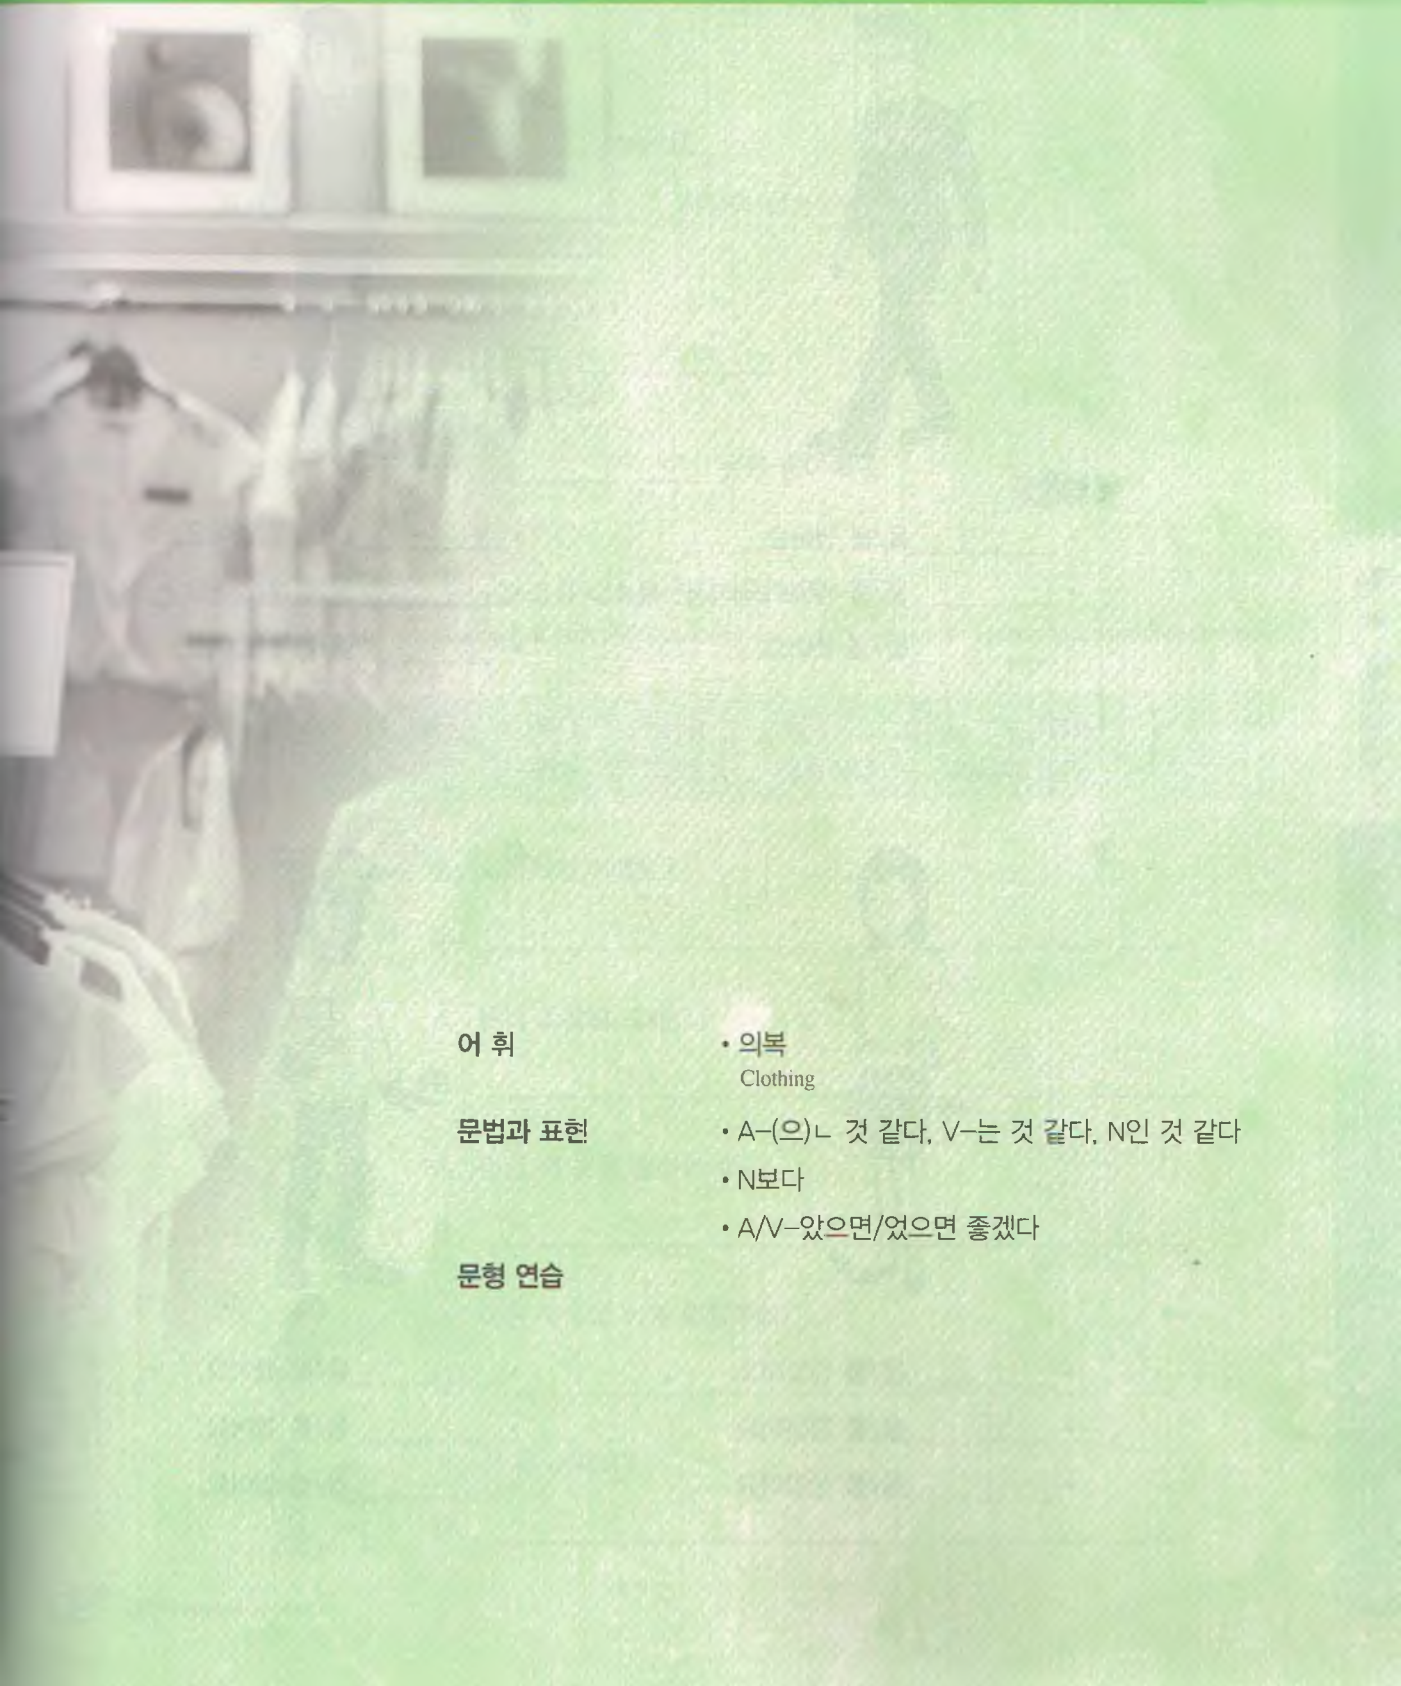 어 휘 • 의복
Clothing
문법과 표현 • A–(으)ㄴ 것 같다, V–는 것 같다, N인 것 같다
• N보다
• A/V–았으면/었으면 좋겠다
문형 연습